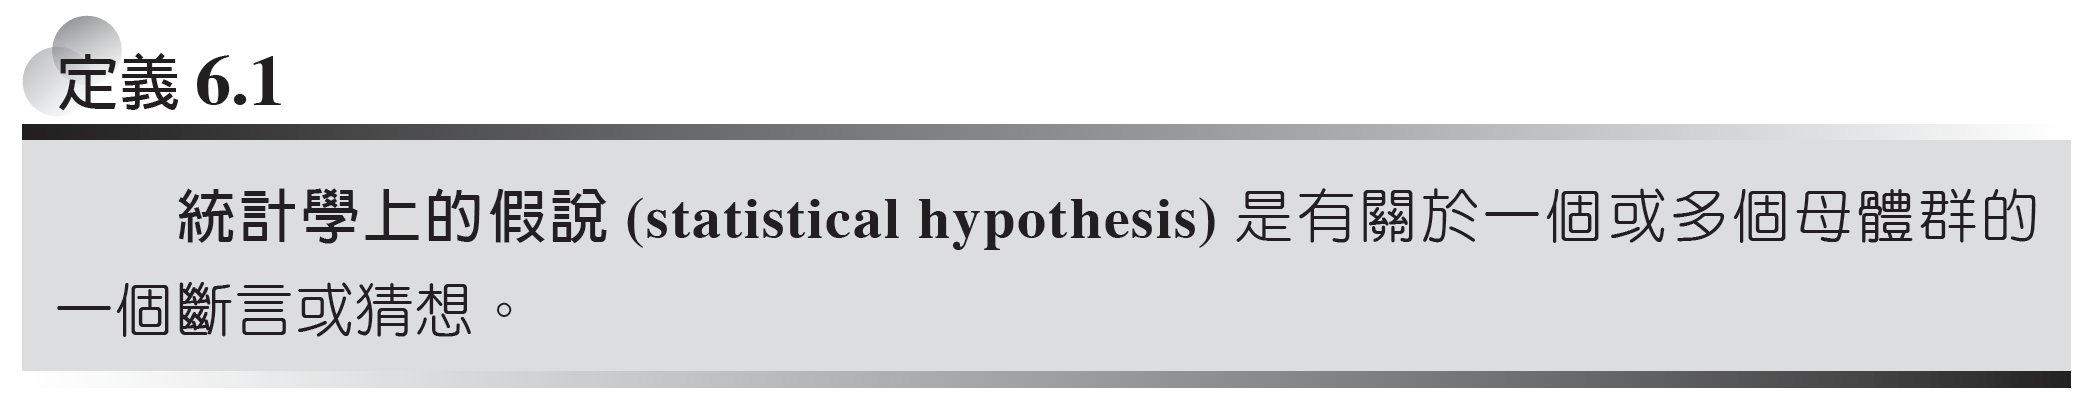 定義 6.1
統計學上的假說 (statistical hypothesis) 是有關於一個或多個母體群的
一個斷言或猜想。